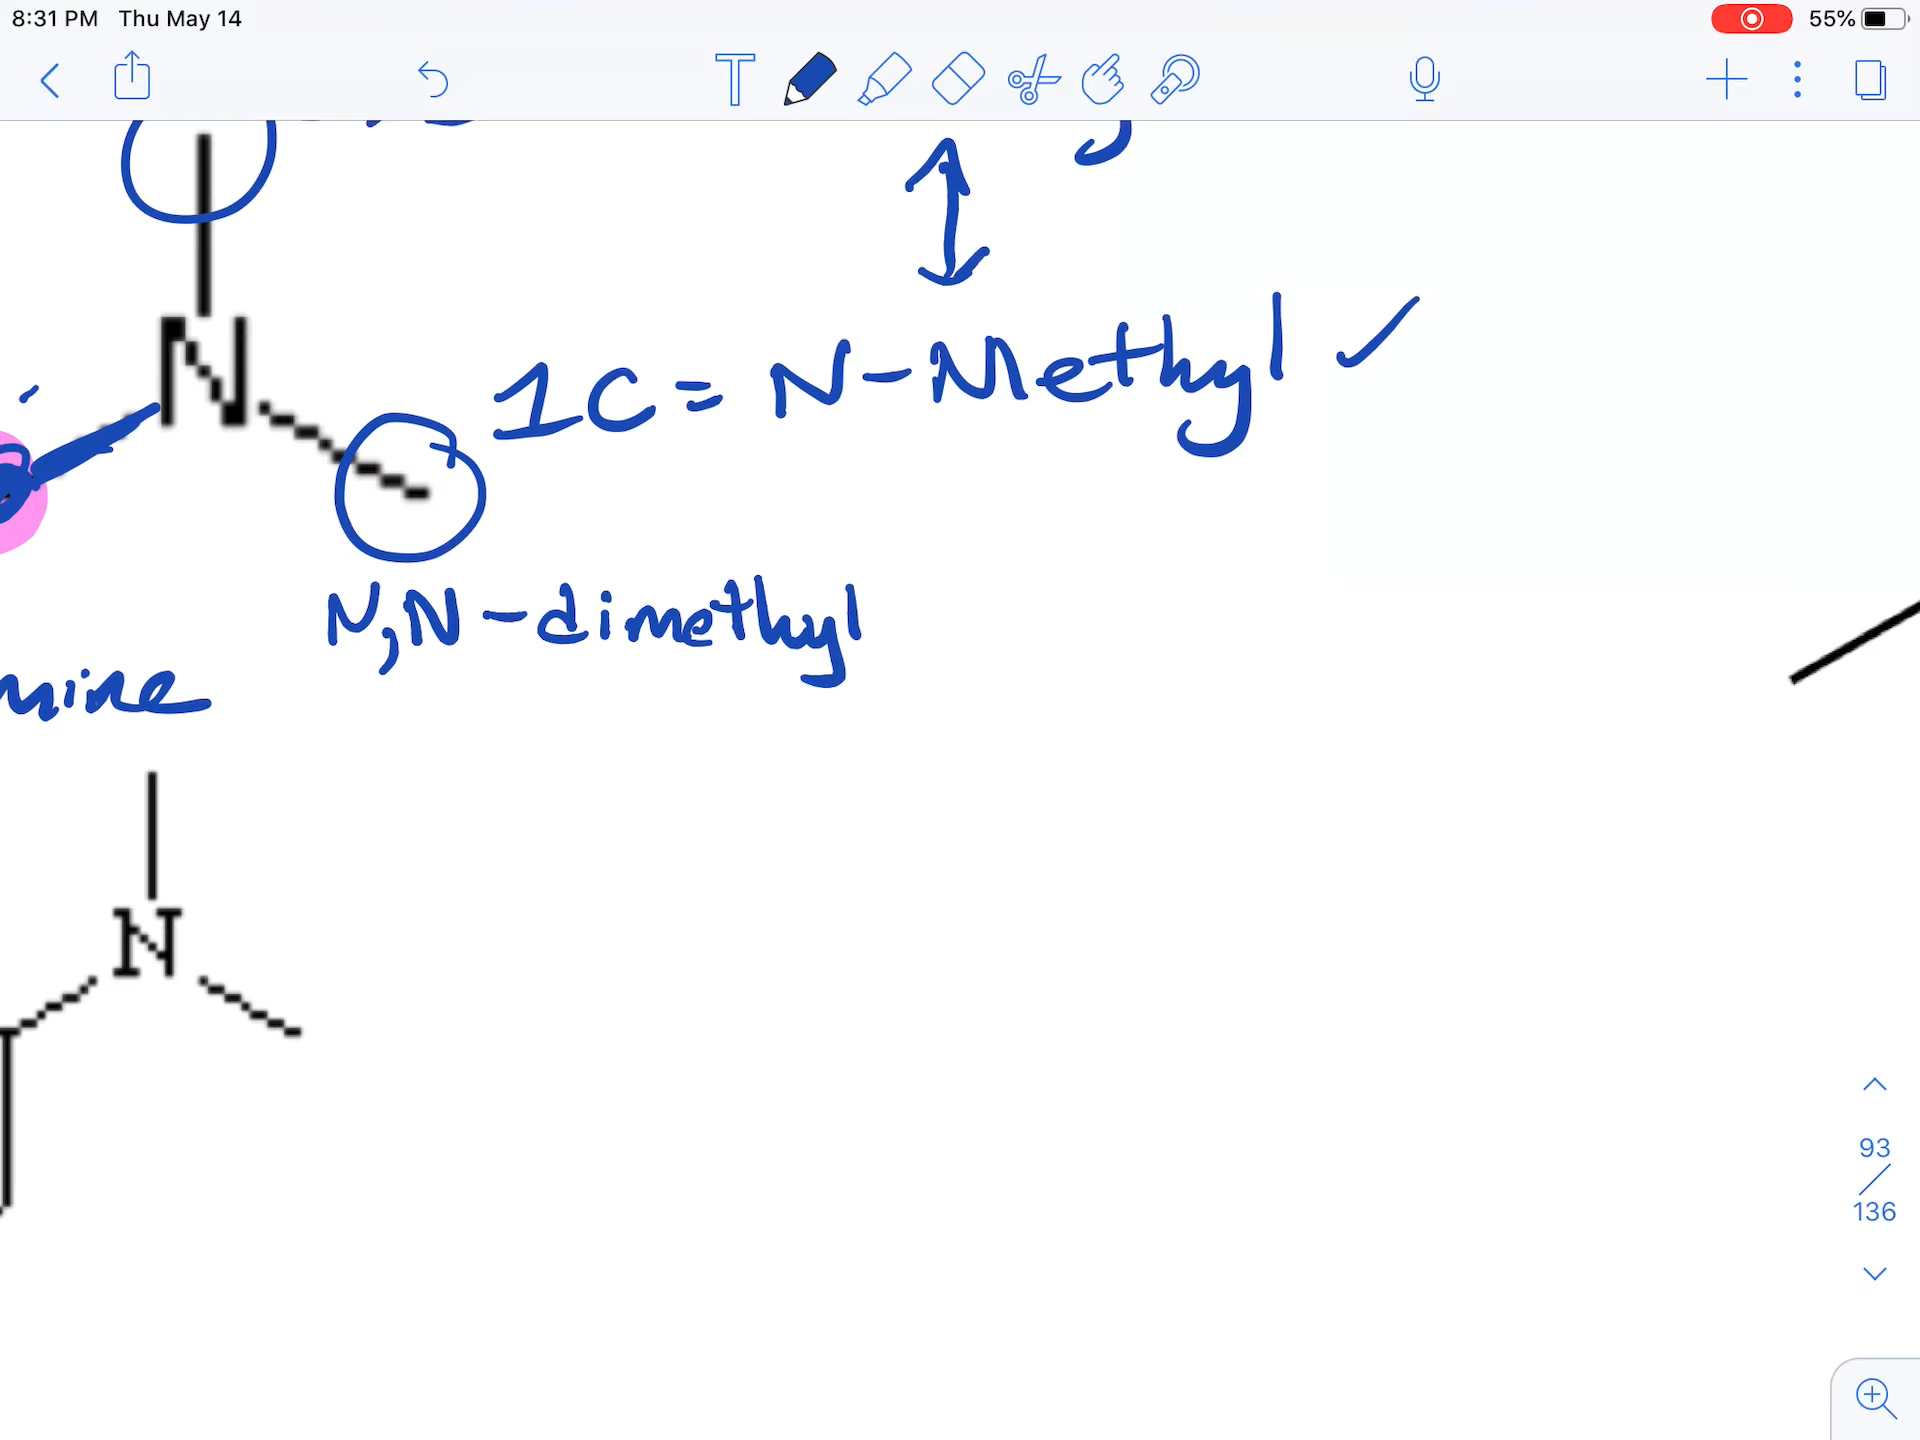 8:31 PM Thu May 14
55%
T
N
1C = N-Methyl ✓
N,N-dimethyl
mine
N
93
136